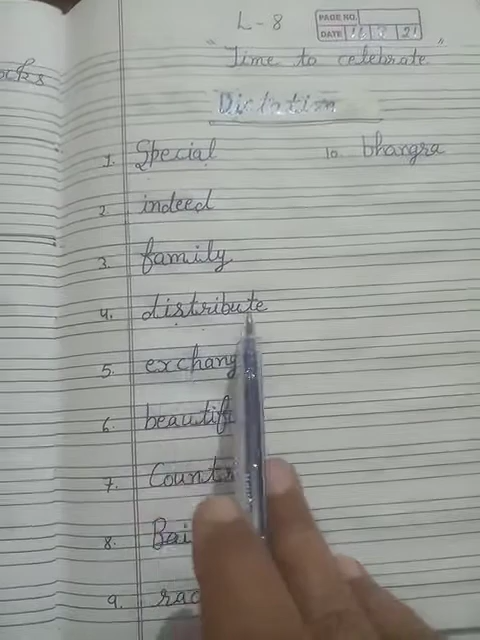 L-8
PAGE NO.
DATE 21
"Time to celebrate"
Dictation
1. Special
2. indeed
3. family
4. distribute
5. exchang
6. beautif
7. Countr
8. Bai
9. rac
10. bhangra